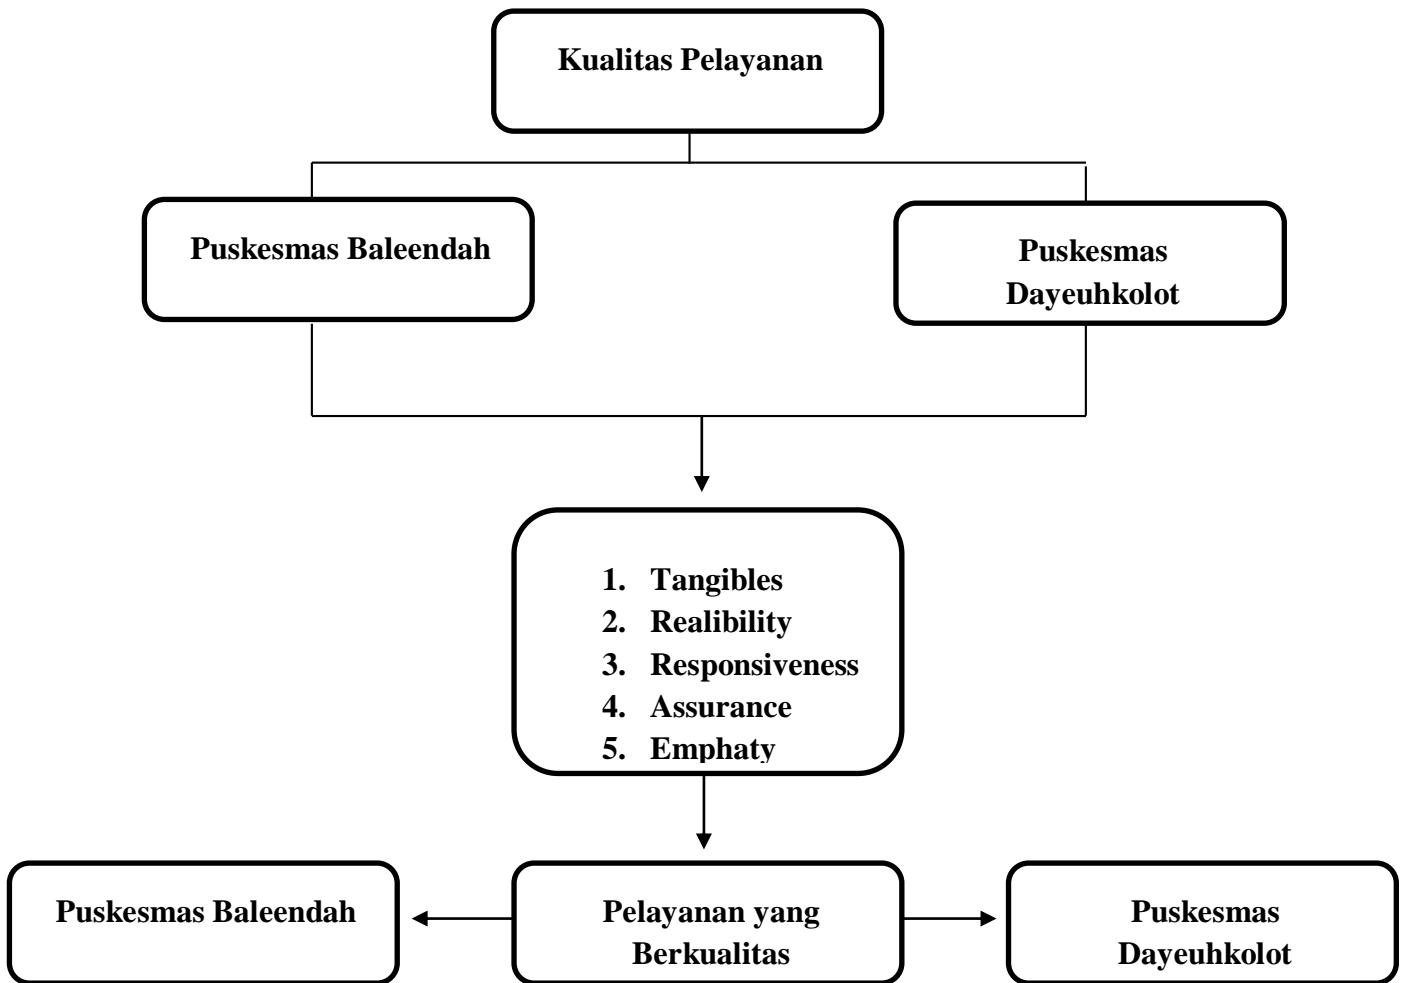 Kualitas Pelayanan
Puskesmas Baleendah
Puskesmas
Dayeuhkolot
1. Tangibles
2. Realibility
3. Responsiveness
4. Assurance
5. Emphaty
Puskesmas Baleendah
Pelayanan yang
Berkualitas
Puskesmas
Dayeuhkolot